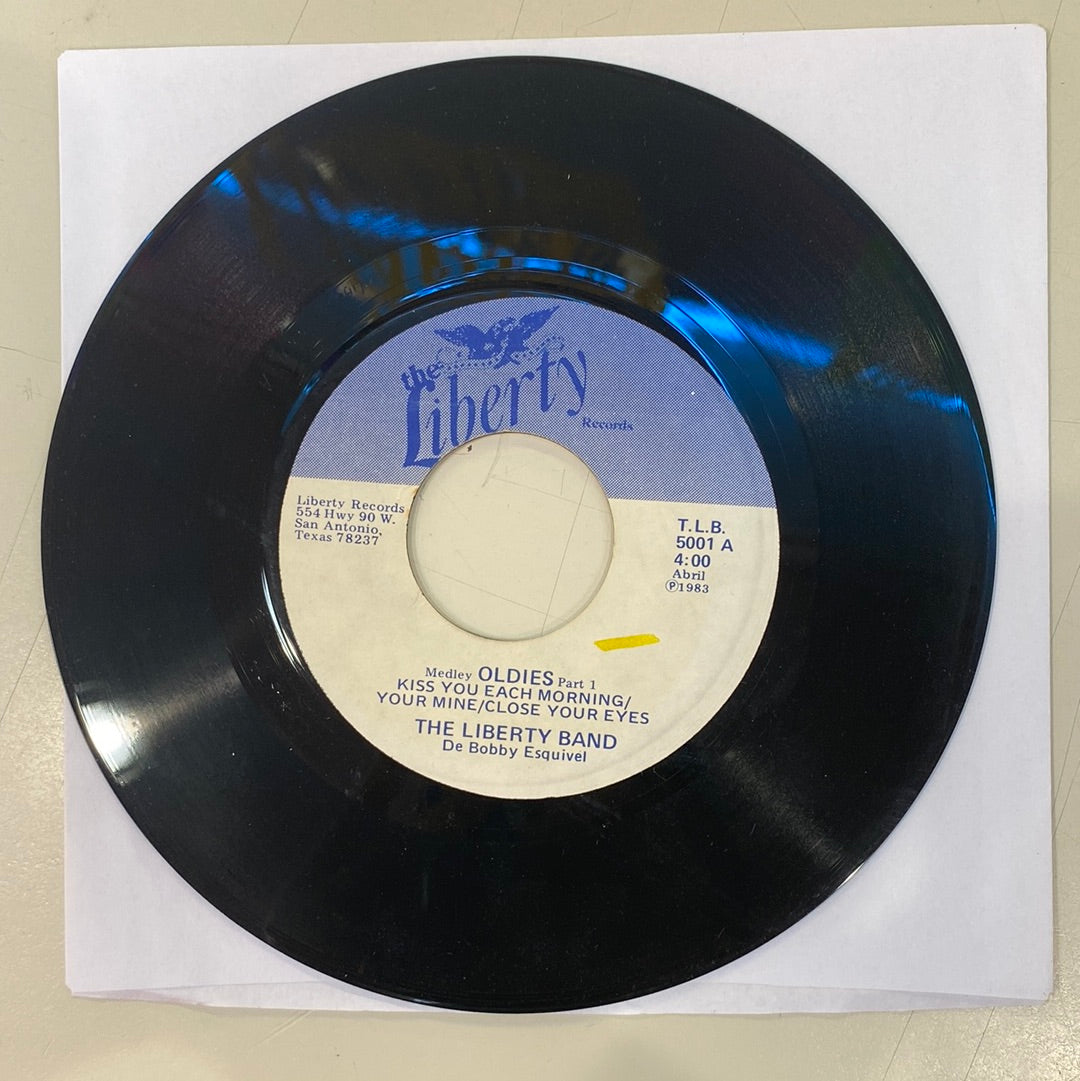 the
Liberty
Records
Liberty Records
554 Hwy 90 W.
San Antonio,
Texas 78237
T.L.B.
5001 A
4:00
Abril
Ⓟ1983
Medley OLDIES Part 1
KISS YOU EACH MORNING/
YOUR MINE/CLOSE YOUR EYES
THE LIBERTY BAND
De Bobby Esquivel